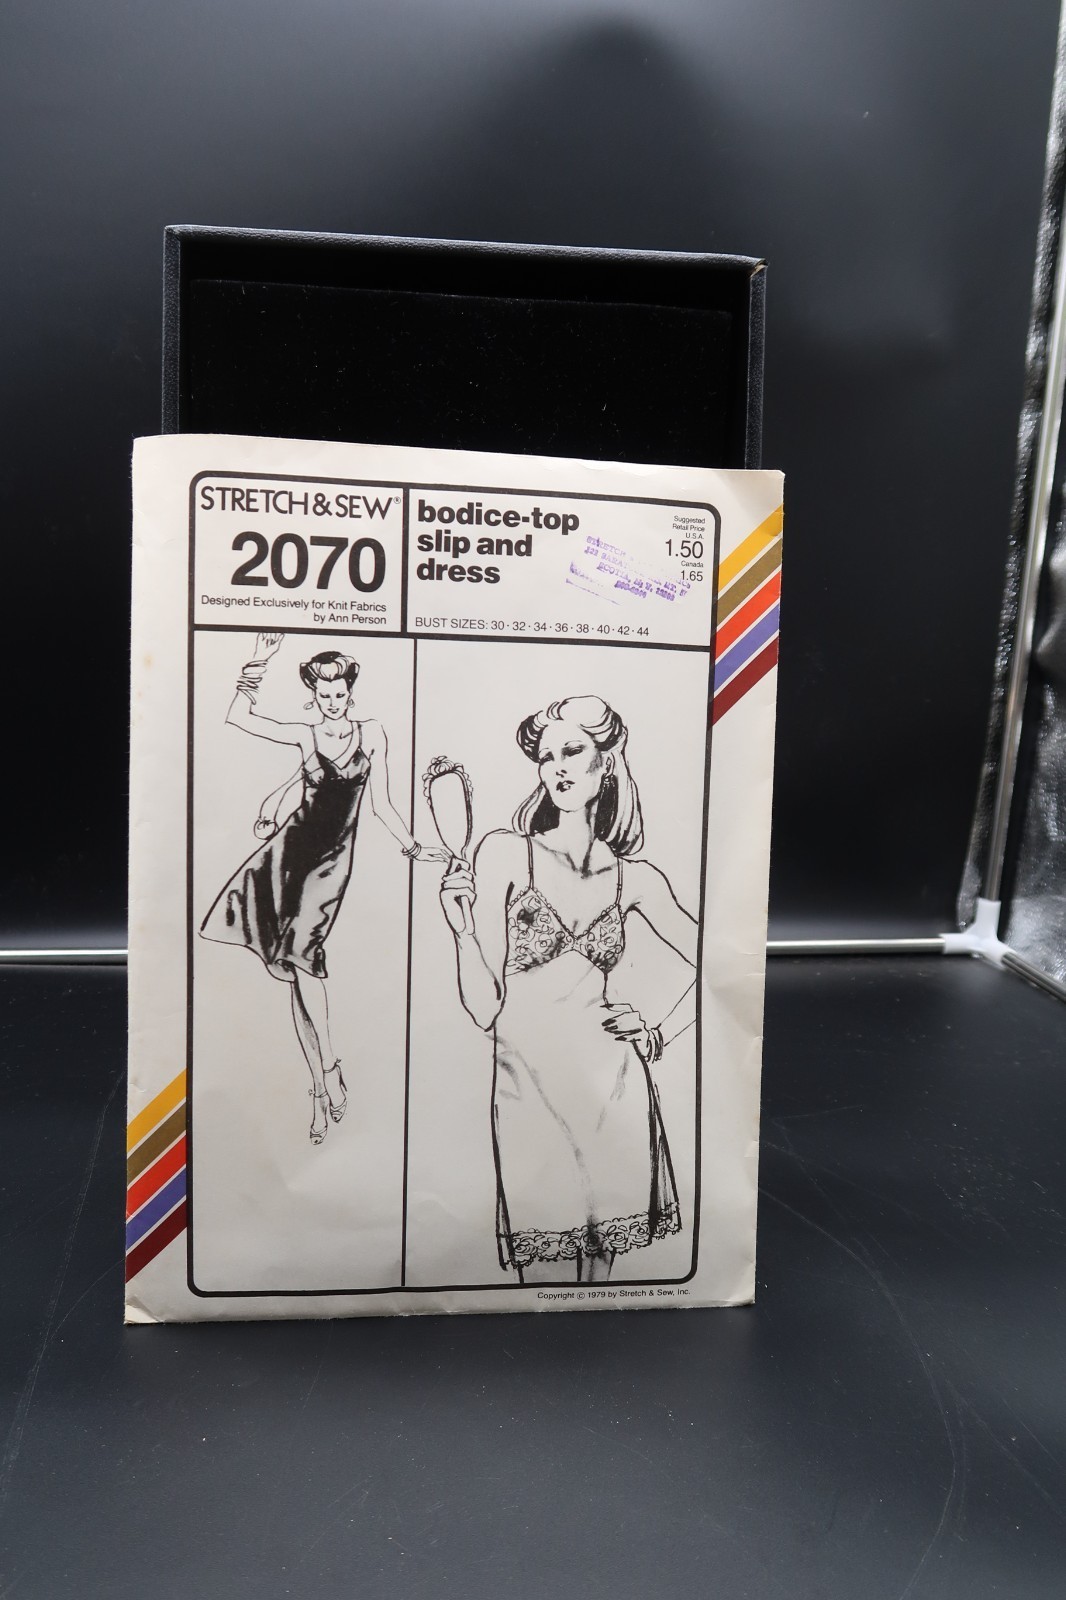 STRETCH&SEW®
2070
Designed Exclusively for Knit Fabrics
by Ann Person
bodice-top
slip and
dress
Suggested
Retail Price
U.S.A.
1.50
Canada
1.65
STRETCH
SCOTIA,
BUST SIZES: 30 · 32 · 34 · 36 · 38 · 40 · 42 · 44
Copyright © 1979 by Stretch & Sew, Inc.